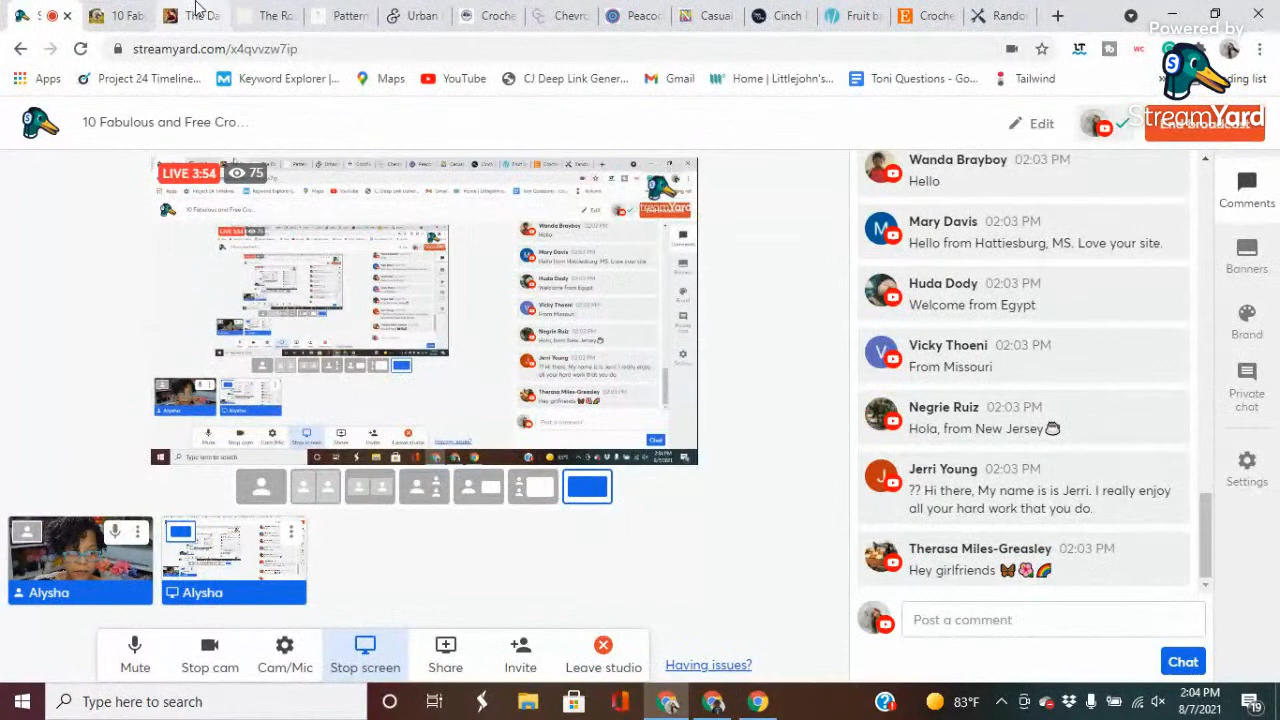 10 Fab
The Da
The Ro
Pattern
Urban
Croche
Peacoc
Casual
Cinch
Fruit b
Croche
Randor
Powered by
streamyard.com/x4qvvzw7ip
Apps
Project 24 Timeline...
Keyword Explorer |...
Maps
YouTube
CJ Deep Link Gener...
Gmail
Home | Littlejohn's...
Tom Questions - Go...
Tailwind
StreamYard
10 Fabulous and Free Cro...
Edit
End broadcast
LIVE 3:54
75
Wanda Brayboy 02:03 PM
Hello
Mary Davis 02:03 PM
Hello from Hattiesburg, MS. Love your site.
Huda Dody 02:03 PM
Welcome from Egypt
Vicky Thoeni 02:03 PM
From Missouri
Negrie Ruiz 02:03 PM
Hola, from New Jersey
Jerri Young 02:03 PM
?? Hi there, My name is Jerri. I really enjoy
all your hard work that you do.
Theresa Miles-Greasley 02:03 PM
Hey girlfriends
Post a comment
Chat
Comments
Banners
Brand
Private
chat
Settings
Alysha
Alysha
Mute
Stop cam
Cam/Mic
Stop screen
Share
Invite
Leave studio
Having issues?
Type here to search
83°F
2:04 PM
8/7/2021
19